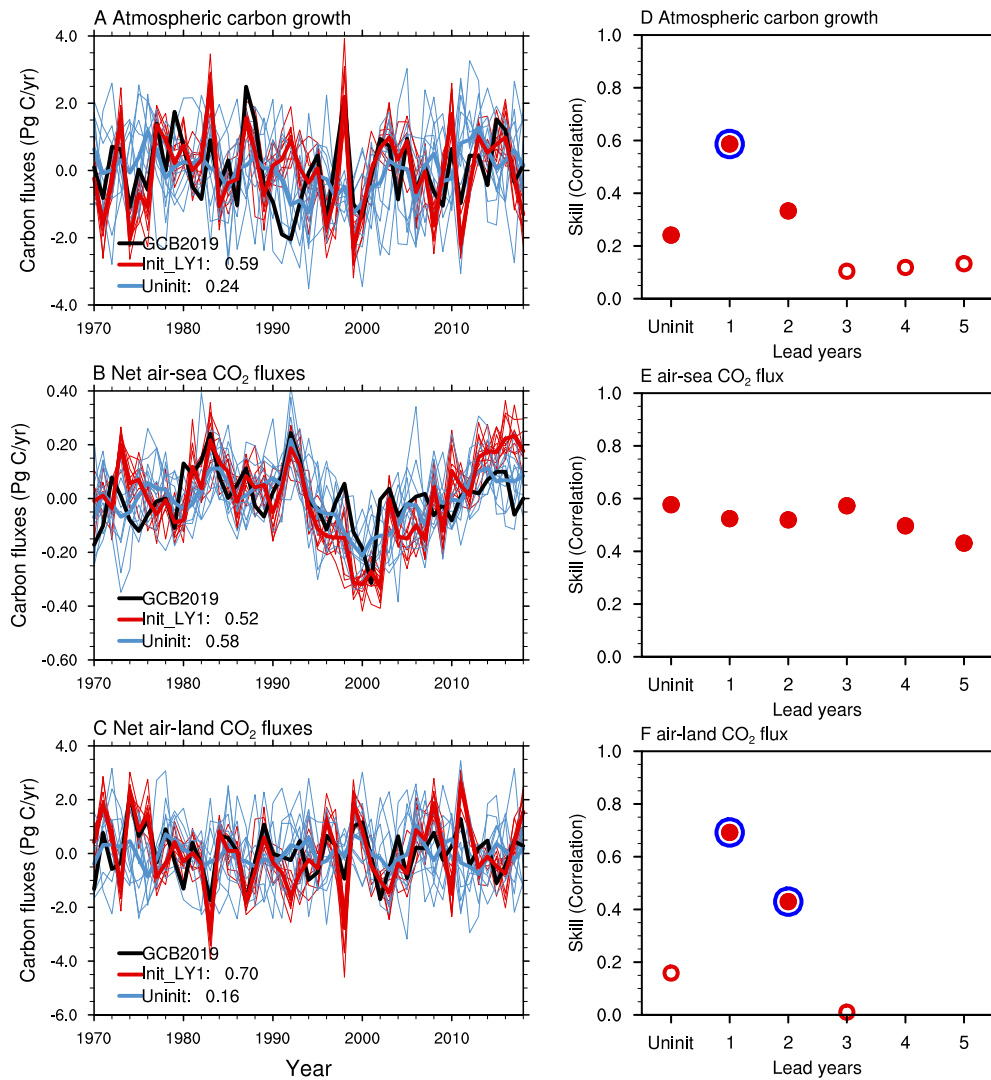 A Atmospheric carbon growth
Carbon fluxes (Pg C/yr)
4.0
2.0
0.0
-2.0
-4.0
GCB2019
Init_LY1: 0.59
Uninit: 0.24
1970 1980 1990 2000 2010
D Atmospheric carbon growth
Skill (Correlation)
1.0
0.8
0.6
0.4
0.2
0.0
Uninit 1 2 3 4 5
Lead years
B Net air-sea CO₂ fluxes
Carbon fluxes (Pg C/yr)
0.40
0.20
0.00
-0.20
-0.40
-0.60
GCB2019
Init_LY1: 0.52
Uninit: 0.58
1970 1980 1990 2000 2010
E air-sea CO₂ flux
Skill (Correlation)
1.0
0.8
0.6
0.4
0.2
0.0
Uninit 1 2 3 4 5
Lead years
C Net air-land CO₂ fluxes
Carbon fluxes (Pg C/yr)
4.0
2.0
0.0
-2.0
-4.0
-6.0
GCB2019
Init_LY1: 0.70
Uninit: 0.16
1970 1980 1990 2000 2010
Year
F air-land CO₂ flux
Skill (Correlation)
1.0
0.8
0.6
0.4
0.2
0.0
Uninit 1 2 3 4 5
Lead years